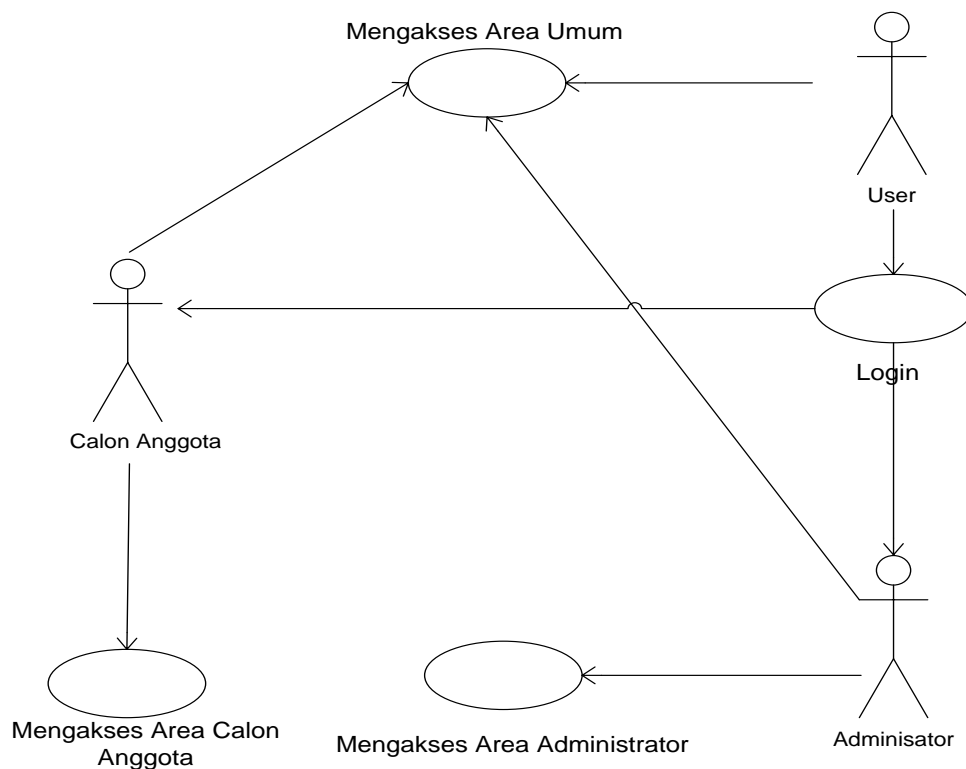 Mengakses Area Umum
User
Login
Calon Anggota
Mengakses Area Calon
Anggota
Mengakses Area Administrator
Adminisator